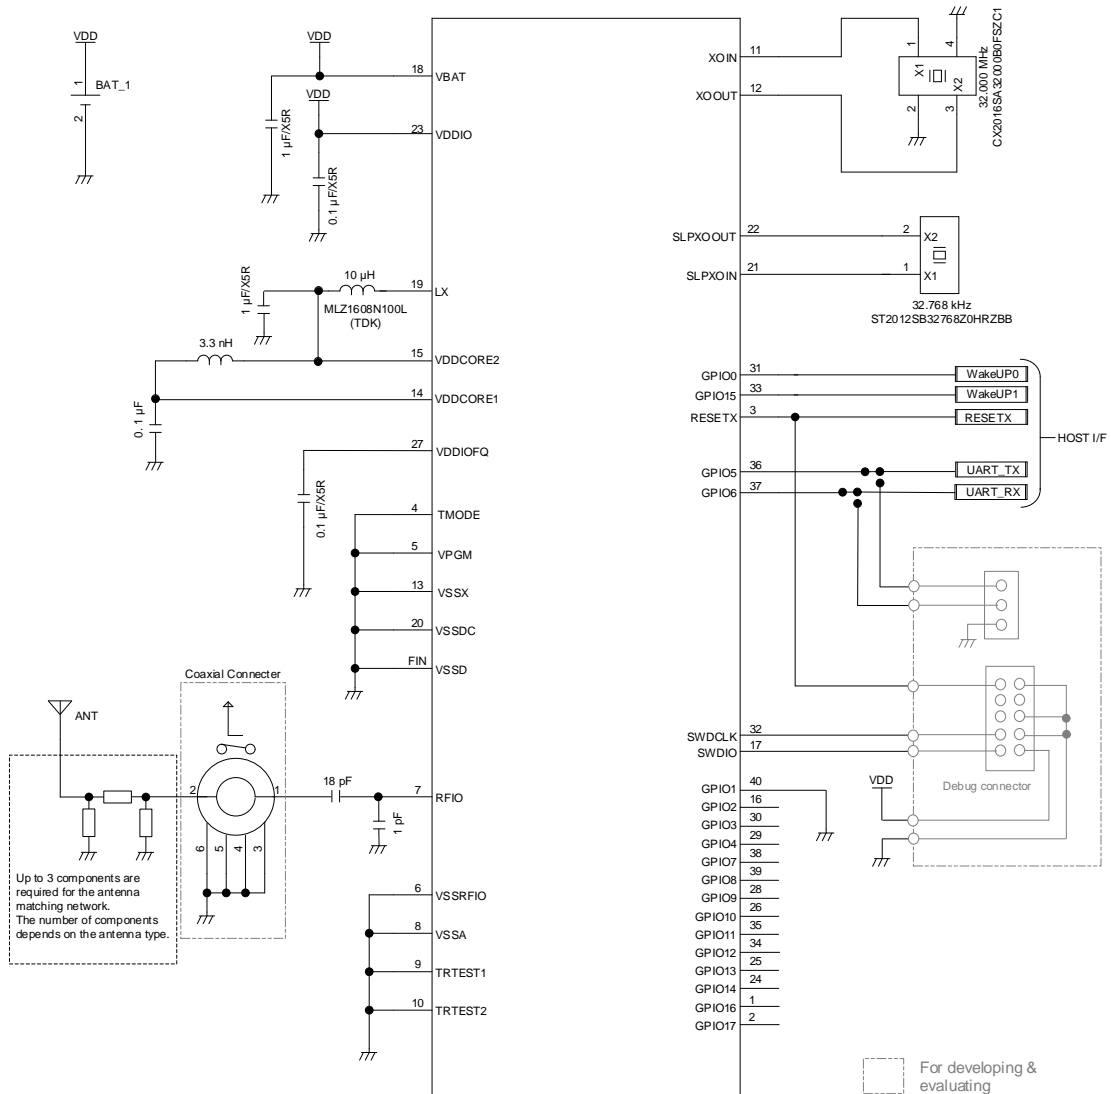 VDD
1
BAT_1
2
VDD
18
VBAT
1 µF/X5R
VDD
23
VDDIO
0.1 µF/X5R
1 µF/X5R
10 µH
19
LX
MLZ1608N100L
(TDK)
3.3 nH
15
VDDCORE2
14
VDDCORE1
0.1 µF
27
VDDIOFQ
0.1 µF/X5R
4
TMODE
5
VPGM
13
VSSX
20
VSSDC
FIN
VSSD
Coaxial Connecter
ANT
2
1
18 pF
7
RFIO
1 pF
6
5
4
3
Up to 3 components are
required for the antenna
matching network.
The number of components
depends on the antenna type.
6
VSSRFIO
8
VSSA
9
TRTEST1
10
TRTEST2
XOIN
11
XOOUT
12
1
4
X1
X2
2
3
32.000 MHz
CX2016SA32000B0FSZC1
SLPXOOUT
22
2
X2
SLPXOIN
21
1
X1
32.768 kHz
ST2012SB32768Z0HRZBB
GPIO0
31
WakeUP0
GPIO15
33
WakeUP1
RESETX
3
RESETX
HOST I/F
GPIO5
36
UART_TX
GPIO6
37
UART_RX
SWDCLK
32
SWDIO
17
VDD
Debug connector
GPIO1
40
GPIO2
16
GPIO3
30
GPIO4
29
GPIO7
38
GPIO8
39
GPIO9
28
GPIO10
26
GPIO11
35
GPIO12
34
GPIO13
25
GPIO14
24
GPIO16
1
GPIO17
2
For developing &
evaluating